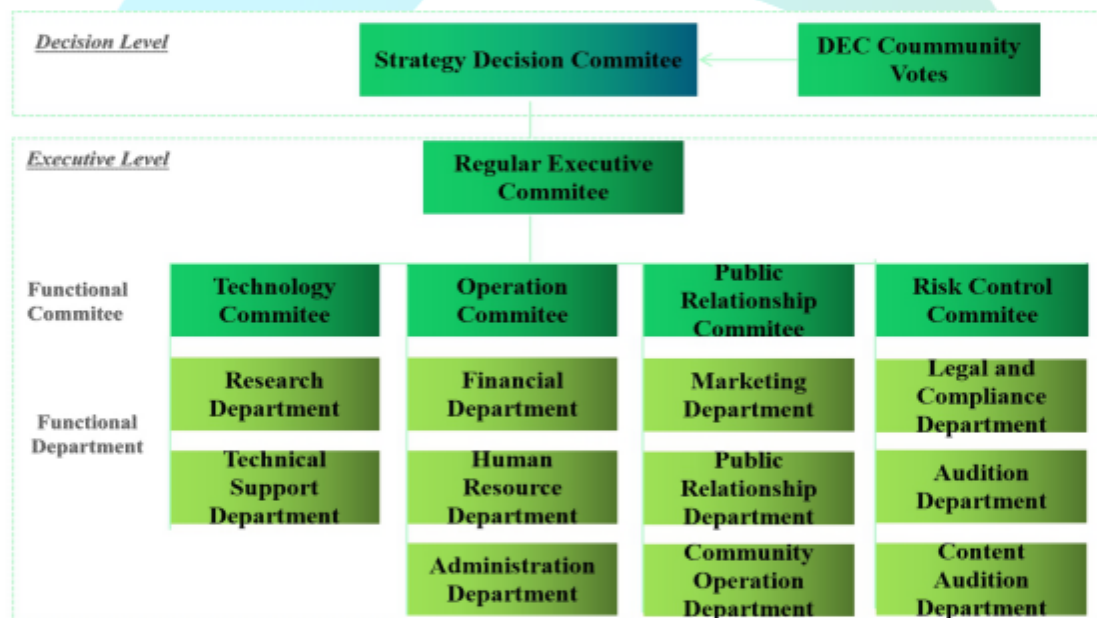 Decision Level
Strategy Decision Commitee
DEC Coummunity
Votes
Executive Level
Regular Executive
Commitee
Functional
Commitee
Technology
Commitee
Operation
Commitee
Public
Relationship
Commitee
Risk Control
Commitee
Functional
Department
Research
Department
Financial
Department
Marketing
Department
Legal and
Compliance
Department
Technical
Support
Department
Human
Resource
Department
Public
Relationship
Department
Audition
Department
Administration
Department
Community
Operation
Department
Content
Audition
Department